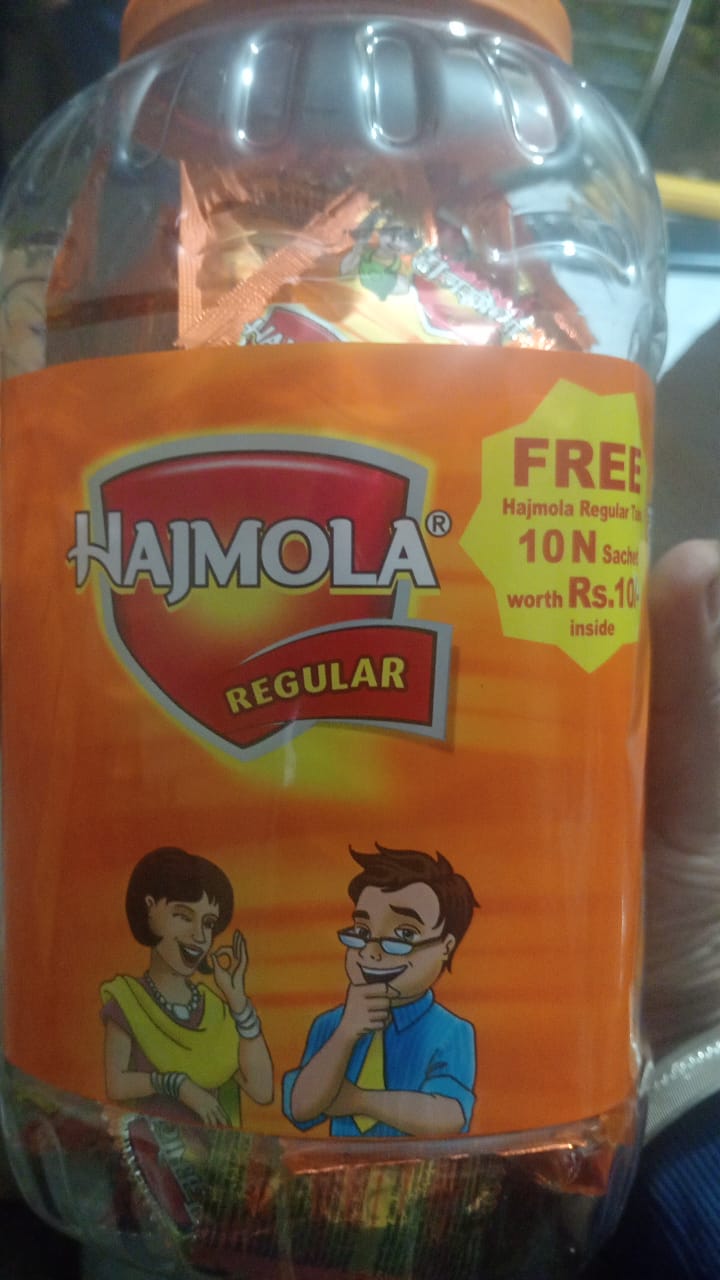 HAJMOLA®
REGULAR
FREE
Hajmola Regular
10 N
worth Rs.10/-
inside